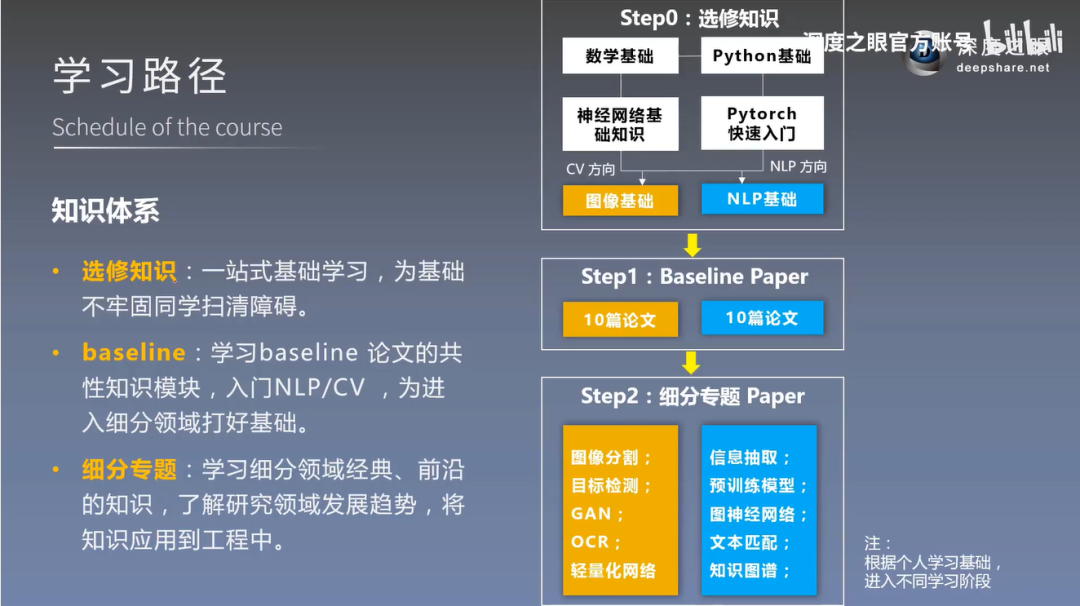 学习路径
Schedule of the course
知识体系
• 选修知识：一站式基础学习，为基础
不牢固同学扫清障碍。
• baseline：学习baseline 论文的共
性知识模块，入门NLP/CV ，为进
入细分领域打好基础。
• 细分专题：学习细分领域经典、前沿
的知识，了解研究领域发展趋势，将
知识应用到工程中。
Step0：选修知识
数学基础
Python基础
神经网络基
础知识
Pytorch
快速入门
CV 方向
NLP 方向
图像基础
NLP基础
Step1：Baseline Paper
10篇论文
10篇论文
Step2：细分专题 Paper
图像分割；
目标检测；
GAN；
OCR；
轻量化网络
信息抽取；
预训练模型；
图神经网络；
文本匹配；
知识图谱；
注：
根据个人学习基础，
进入不同学习阶段
深度之眼官方账号
bilibili
深度之眼
deepshare.net